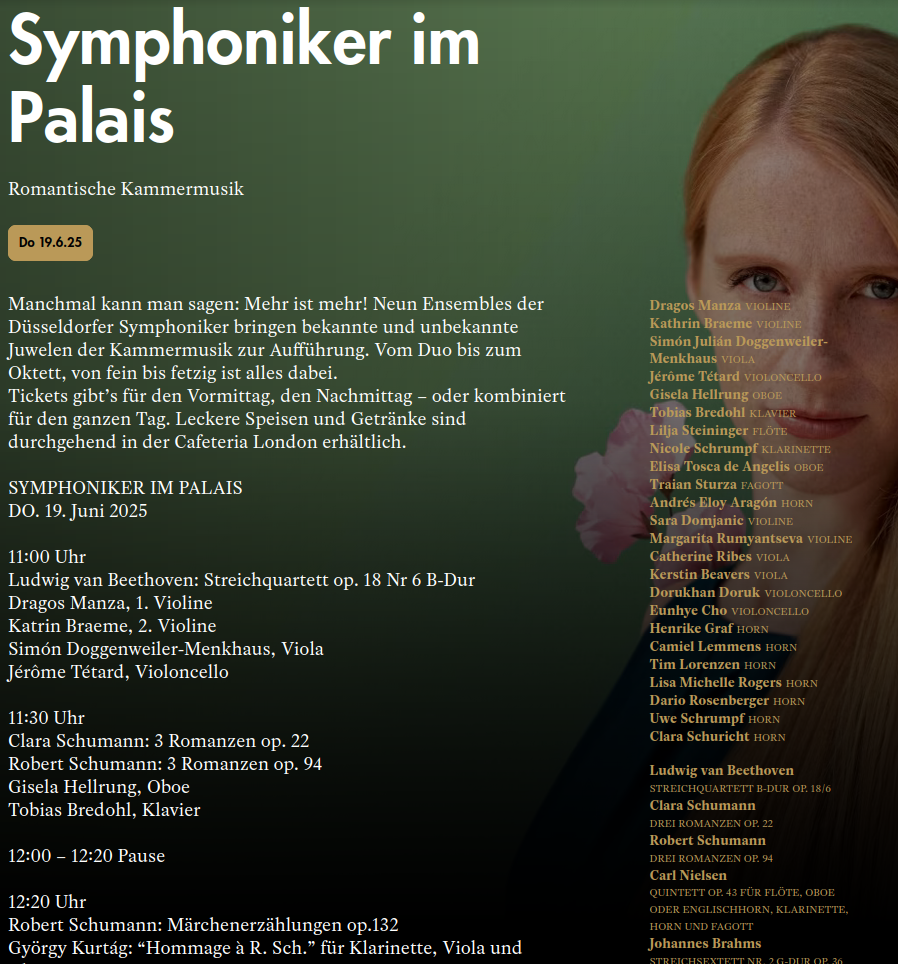 Symphoniker im
Palais
Romantische Kammermusik
Do 19.6.25
Manchmal kann man sagen: Mehr ist mehr! Neun Ensembles der
Düsseldorfer Symphoniker bringen bekannte und unbekannte
Juwelen der Kammermusik zur Aufführung. Vom Duo bis zum
Oktett, von fein bis fetzig ist alles dabei.
Tickets gibt’s für den Vormittag, den Nachmittag – oder kombiniert
für den ganzen Tag. Leckere Speisen und Getränke sind
durchgehend in der Cafeteria London erhältlich.
SYMPHONIKER IM PALAIS
DO. 19. Juni 2025
11:00 Uhr
Ludwig van Beethoven: Streichquartett op. 18 Nr 6 B-Dur
Dragos Manza, 1. Violine
Katrin Braeme, 2. Violine
Simón Doggenweiler-Menkhaus, Viola
Jérôme Tétard, Violoncello
11:30 Uhr
Clara Schumann: 3 Romanzen op. 22
Robert Schumann: 3 Romanzen op. 94
Gisela Hellrung, Oboe
Tobias Bredohl, Klavier
12:00 – 12:20 Pause
12:20 Uhr
Robert Schumann: Märchenerzählungen op.132
György Kurtág: “Hommage à R. Sch.” für Klarinette, Viola und
Dragos Manza VIOLINE
Kathrin Braeme VIOLINE
Simón Julián Doggenweiler-
Menkhaus VIOLA
Jérôme Tétard VIOLONCELLO
Gisela Hellrung OBOE
Tobias Bredohl KLAVIER
Lilja Steininger FLÖTE
Nicole Schrumpf KLARINETTE
Elisa Tosca de Angelis OBOE
Traian Sturza FAGOTT
Andrés Eloy Aragón HORN
Sara Domjanic VIOLINE
Margarita Rumyantseva VIOLINE
Catherine Ribes VIOLA
Kerstin Beavers VIOLA
Dorukhan Doruk VIOLONCELLO
Eunhye Cho VIOLONCELLO
Henrike Graf HORN
Camiel Lemmens HORN
Tim Lorenzen HORN
Lisa Michelle Rogers HORN
Dario Rosenberger HORN
Uwe Schrumpf HORN
Clara Schuricht HORN
Ludwig van Beethoven
STREICHQUARTETT B-DUR OP. 18/6
Clara Schumann
DREI ROMANZEN OP. 22
Robert Schumann
DREI ROMANZEN OP. 94
Carl Nielsen
QUINTETT OP. 43 FÜR FLÖTE, OBOE
ODER ENGLISCHHORN, KLARINETTE,
HORN UND FAGOTT
Johannes Brahms
STREICHSEXTETT NR. 2 G-DUR OP. 36